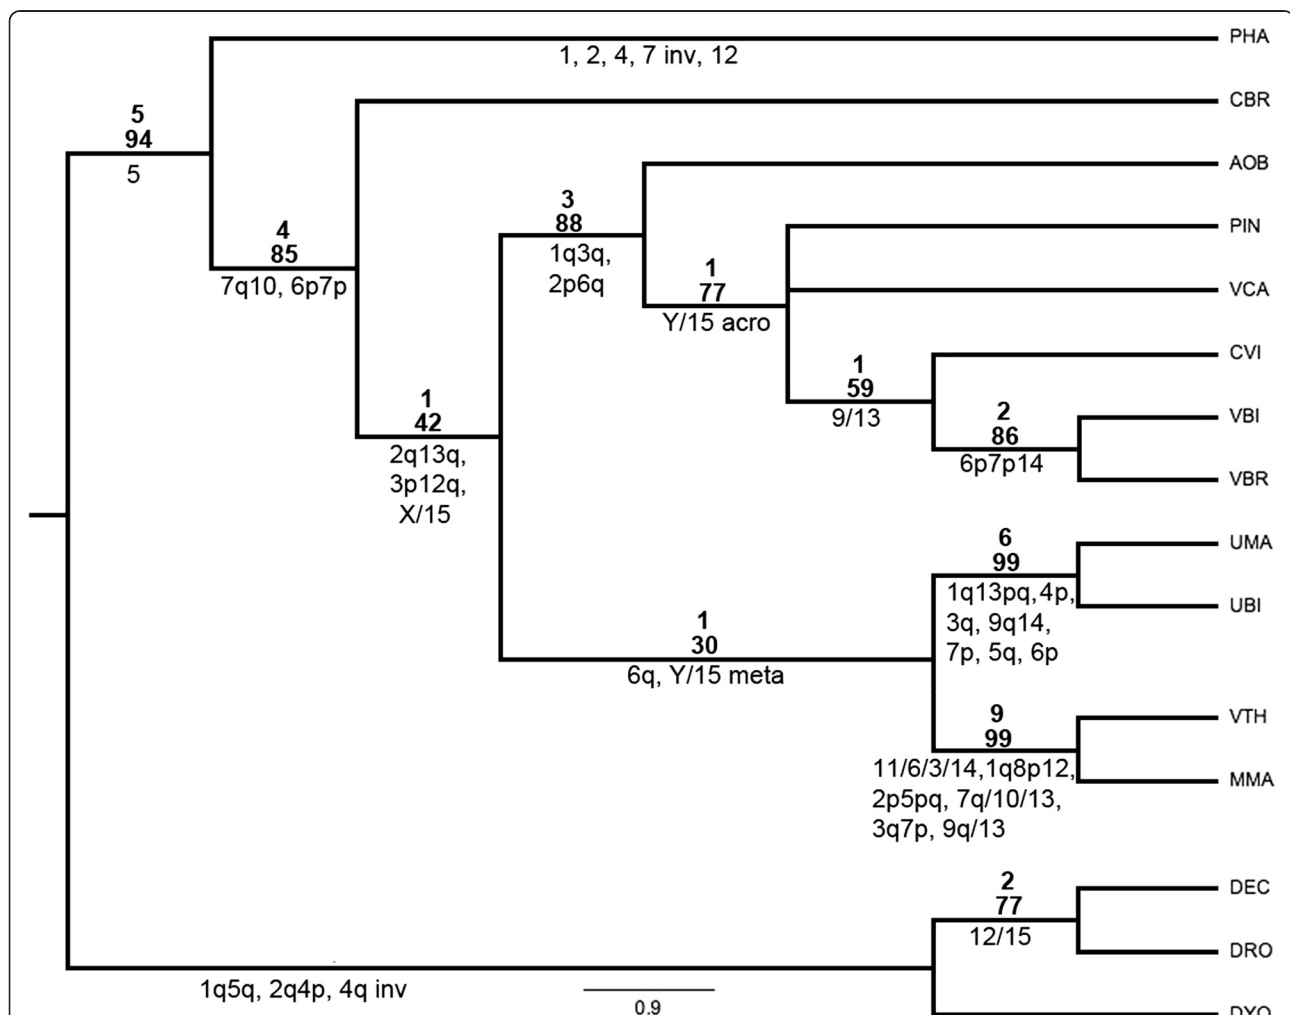 PHA
1, 2, 4, 7 inv, 12
CBR
5
94
5
AOB
3
88
1q3q,
2p6q
PIN
4
85
7q10, 6p7p
1
77
Y/15 acro
VCA
CVI
1
59
9/13
VBI
2
86
6p7p14
VBR
1
42
2q13q,
3p12q,
X/15
UMA
6
99
1q13pq,4p,
3q, 9q14,
7p, 5q, 6p
UBI
1
30
6q, Y/15 meta
VTH
9
99
11/6/3/14,1q8p12,
2p5pq, 7q/10/13,
3q7p, 9q/13
MMA
DEC
2
77
12/15
DRO
1q5q, 2q4p, 4q inv
0.9